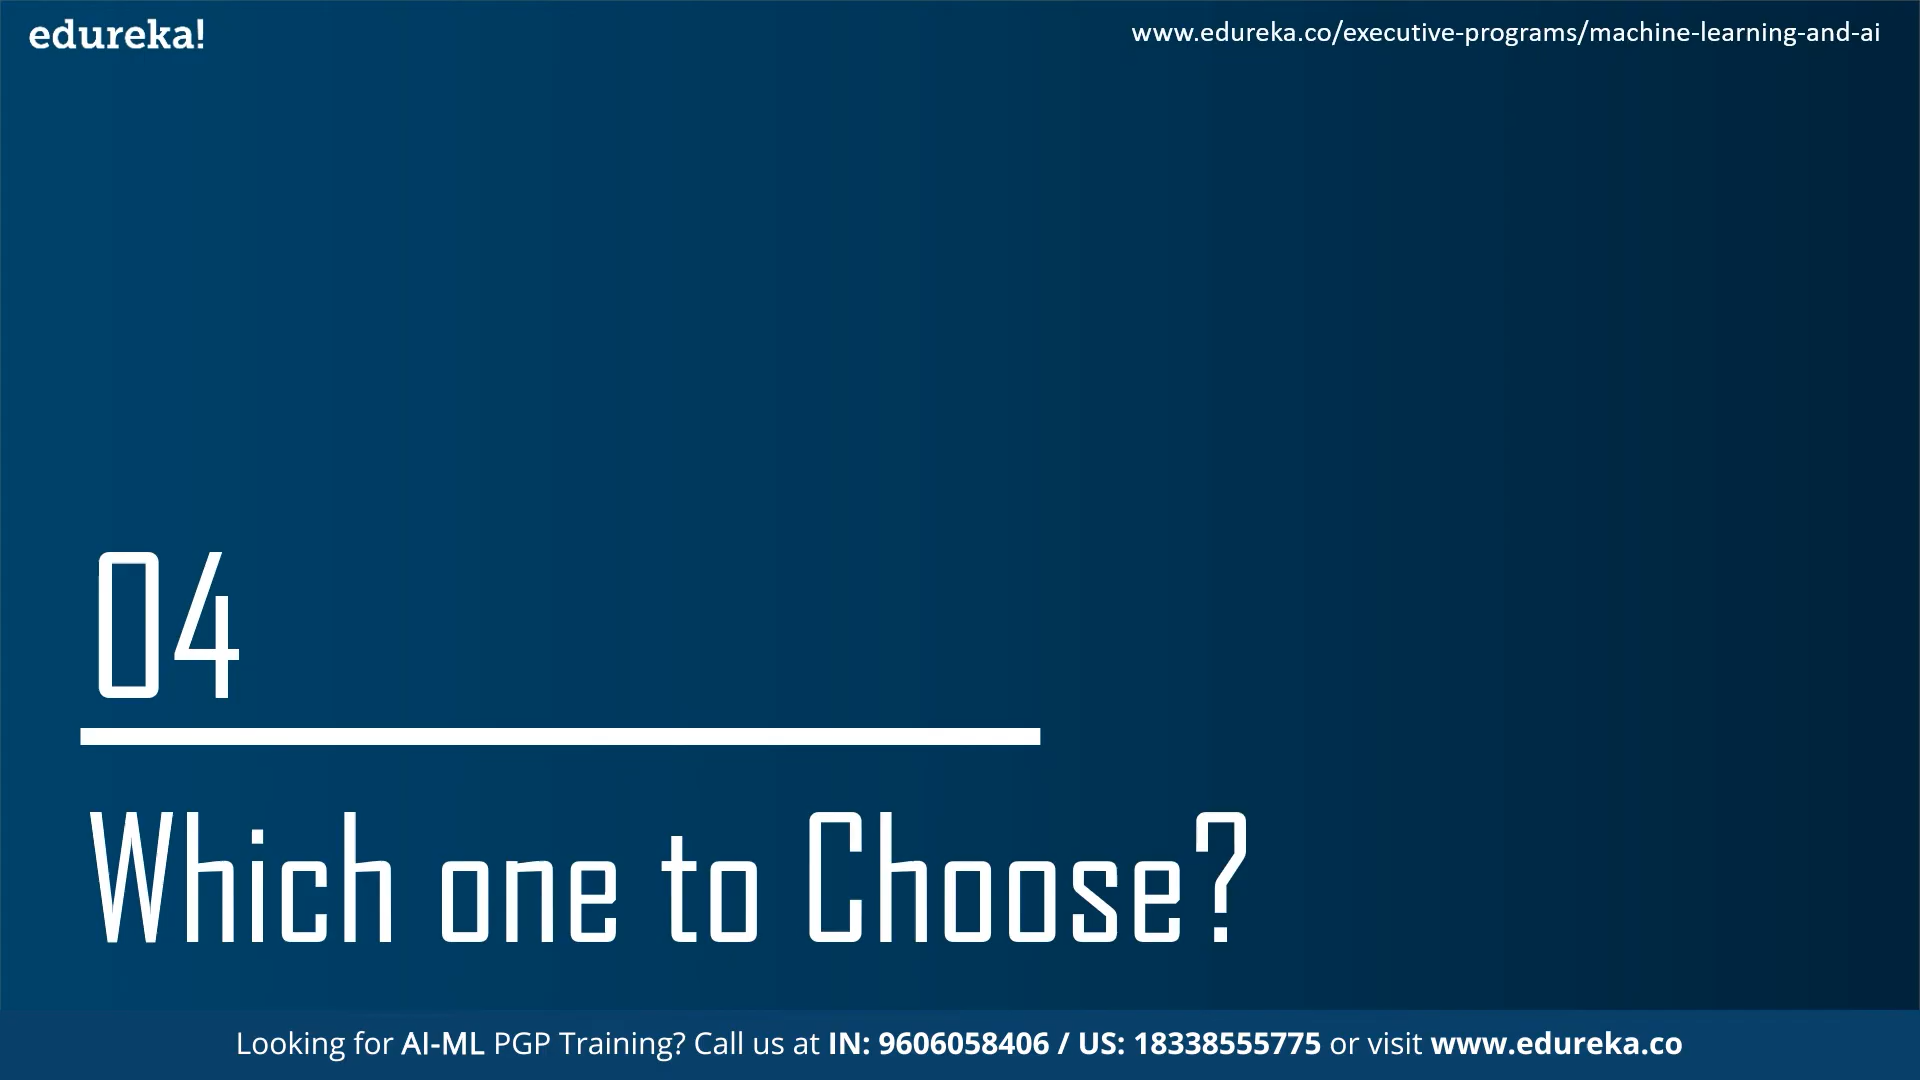 edureka!
www.edureka.co/executive-programs/machine-learning-and-ai
04
Which one to Choose?
Looking for AI-ML PGP Training? Call us at IN: 9606058406 / US: 18338555775 or visit www.edureka.co